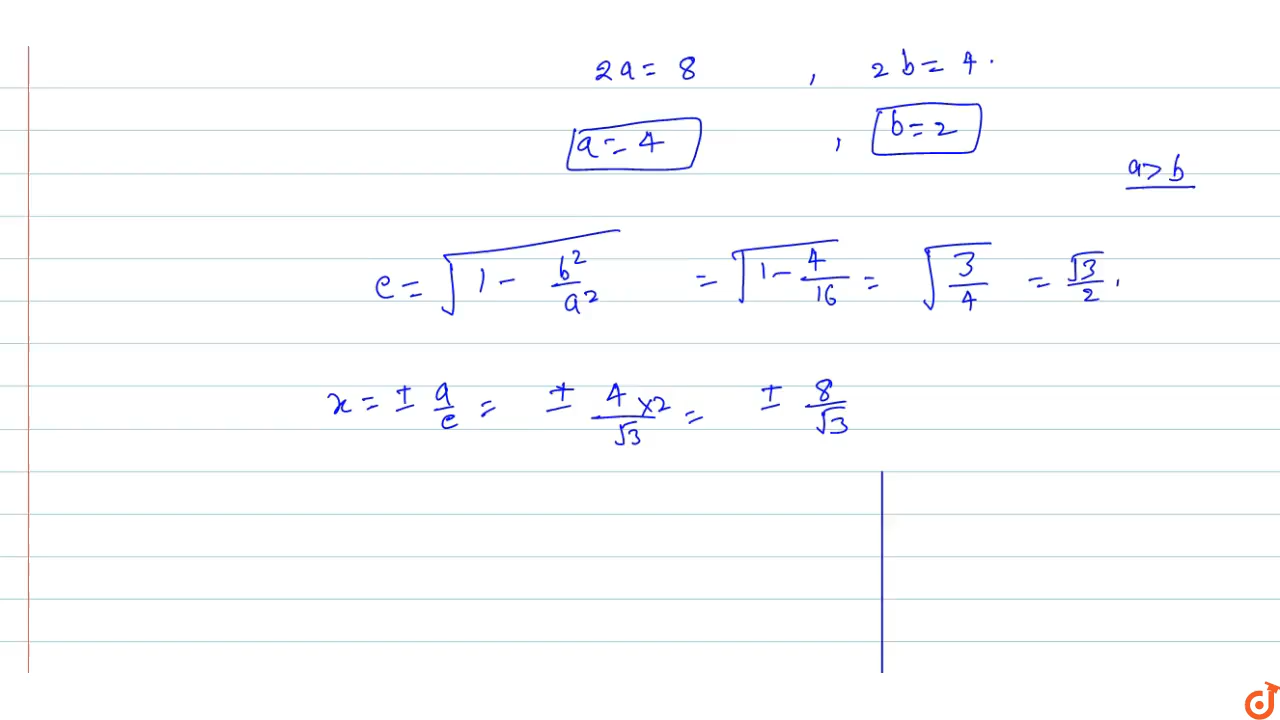 2a = 8 , 2b = 4.
a = 4 , b = 2
a > b
e = √(1 - b²/a²) = √(1 - 4/16) = √(3/4) = √3/2 .
x = ± a/e = ± 4×2/√3 = ± 8/√3